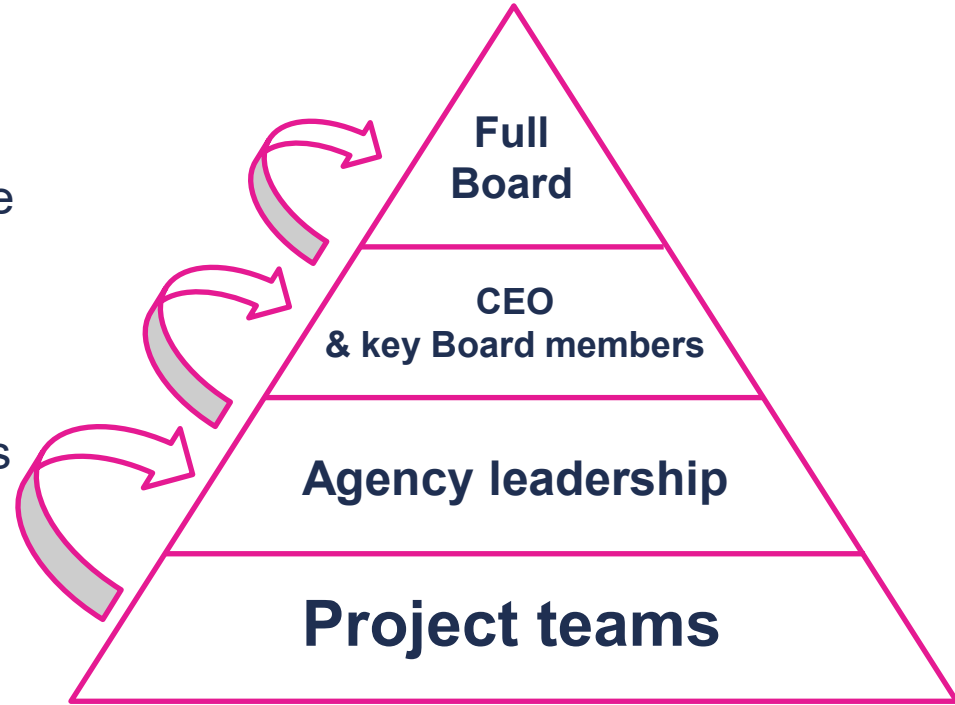 Full
Board
e
CEO
& key Board members
s
Agency leadership
Project teams